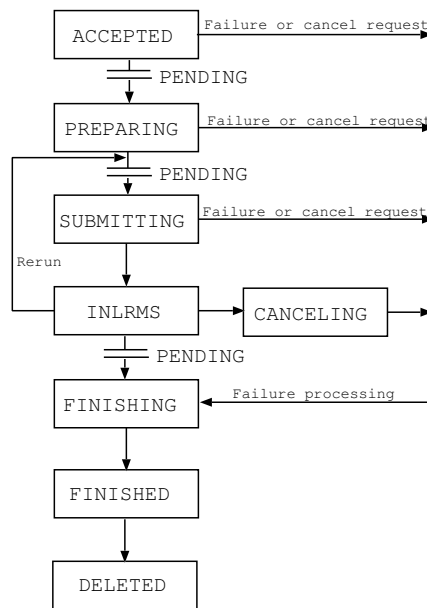 ACCEPTED
Failure or cancel request
PENDING
PREPARING
Failure or cancel request
PENDING
SUBMITTING
Failure or cancel request
Rerun
INLRMS
CANCELING
PENDING
FINISHING
Failure processing
FINISHED
DELETED